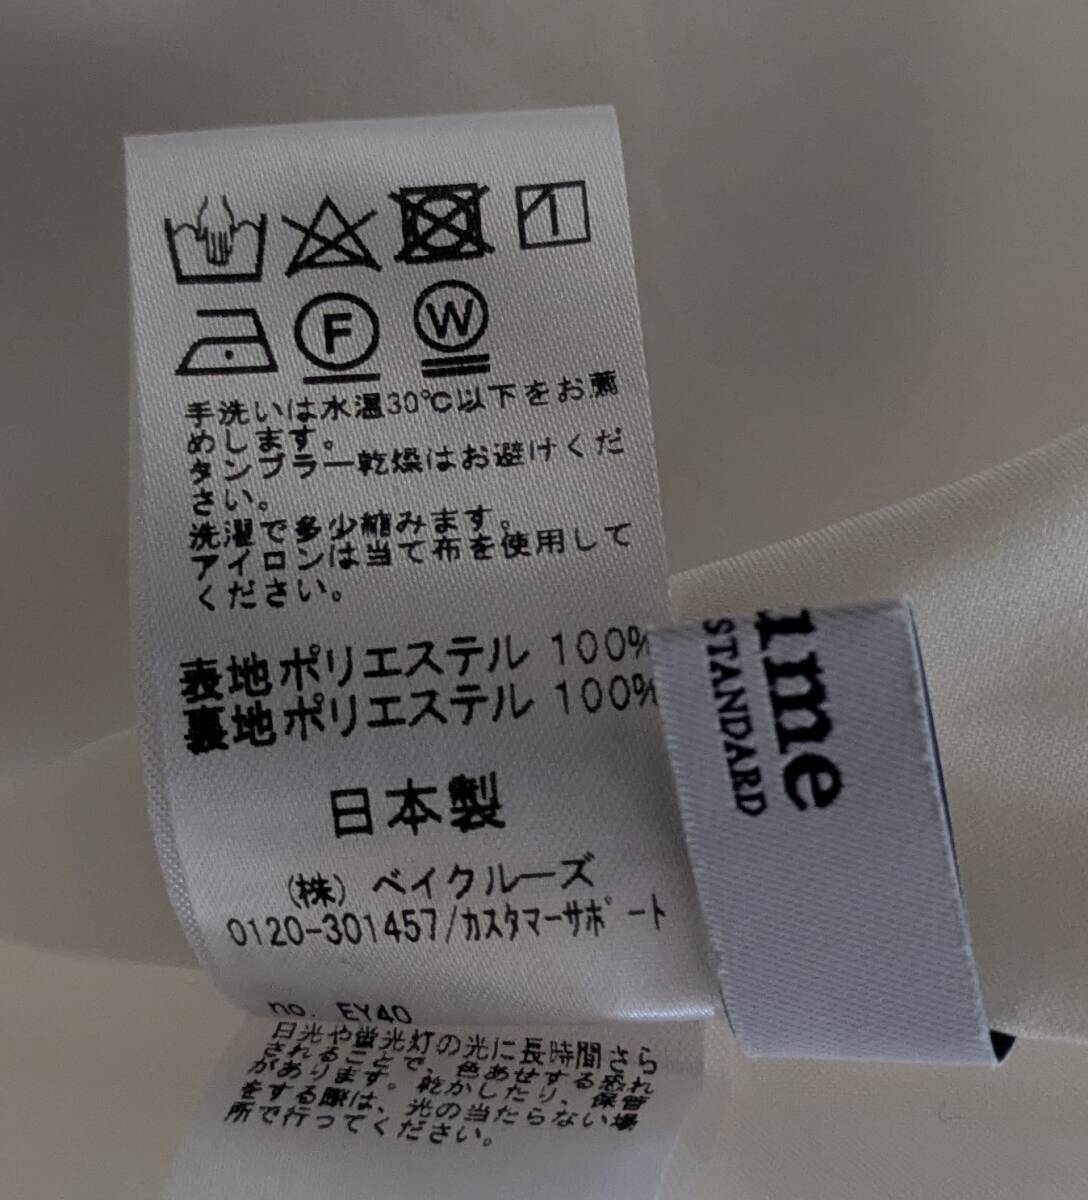 F W
手洗いは水温30℃以下をお薦
めします。
タンブラー乾燥はお避けくだ
さい。
洗濯で多少縮みます。
アイロンは当て布を使用して
ください。
表地ポリエステル 100%
裏地ポリエステル 100%
日本製
(株) ベイクルーズ
0120-301457/カスタマーサポート
no. EY40
日光や蛍光灯の光に長時間さら
されることで、色あせする恐れ
があります。乾かしたり、保管
をする際は、光の当たらない場
所で行ってください。
ime
STANDARD